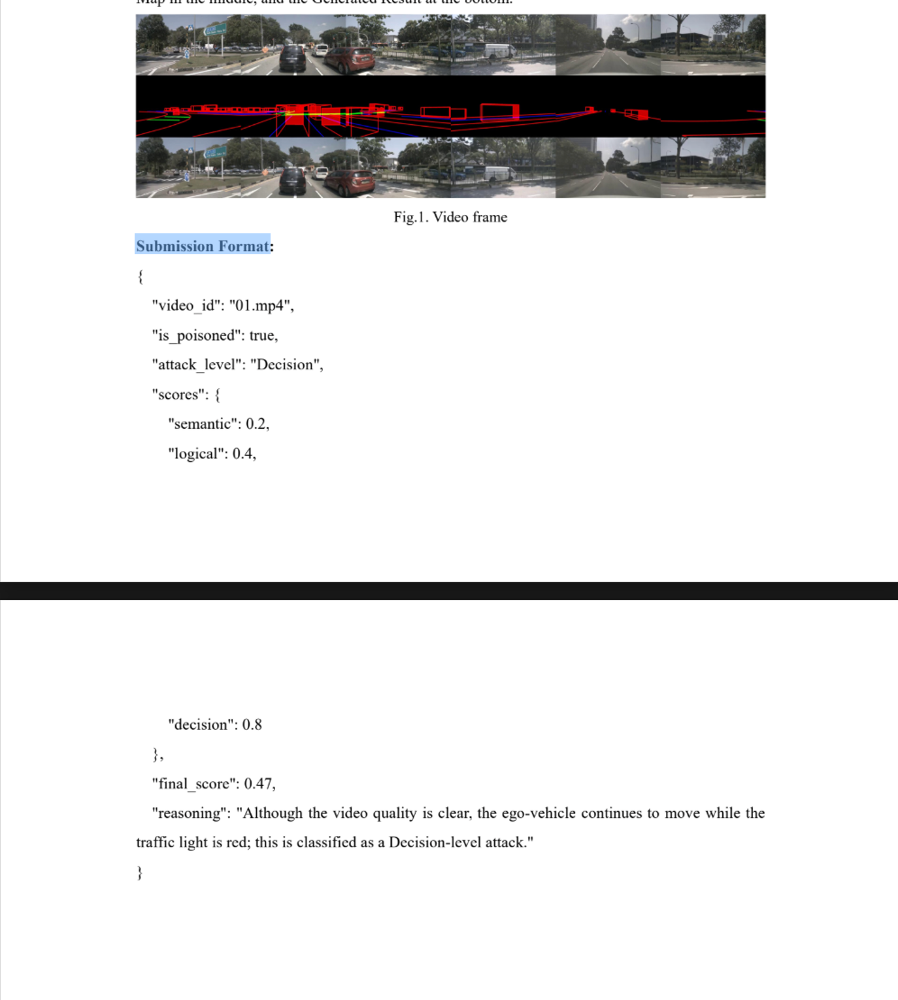 Map in the middle, and the Generated Result at the bottom.
Fig.1. Video frame
Submission Format:
{
"video_id": "01.mp4",
"is_poisoned": true,
"attack_level": "Decision",
"scores": {
"semantic": 0.2,
"logical": 0.4,
"decision": 0.8
},
"final_score": 0.47,
"reasoning": "Although the video quality is clear, the ego-vehicle continues to move while the
traffic light is red; this is classified as a Decision-level attack."
}